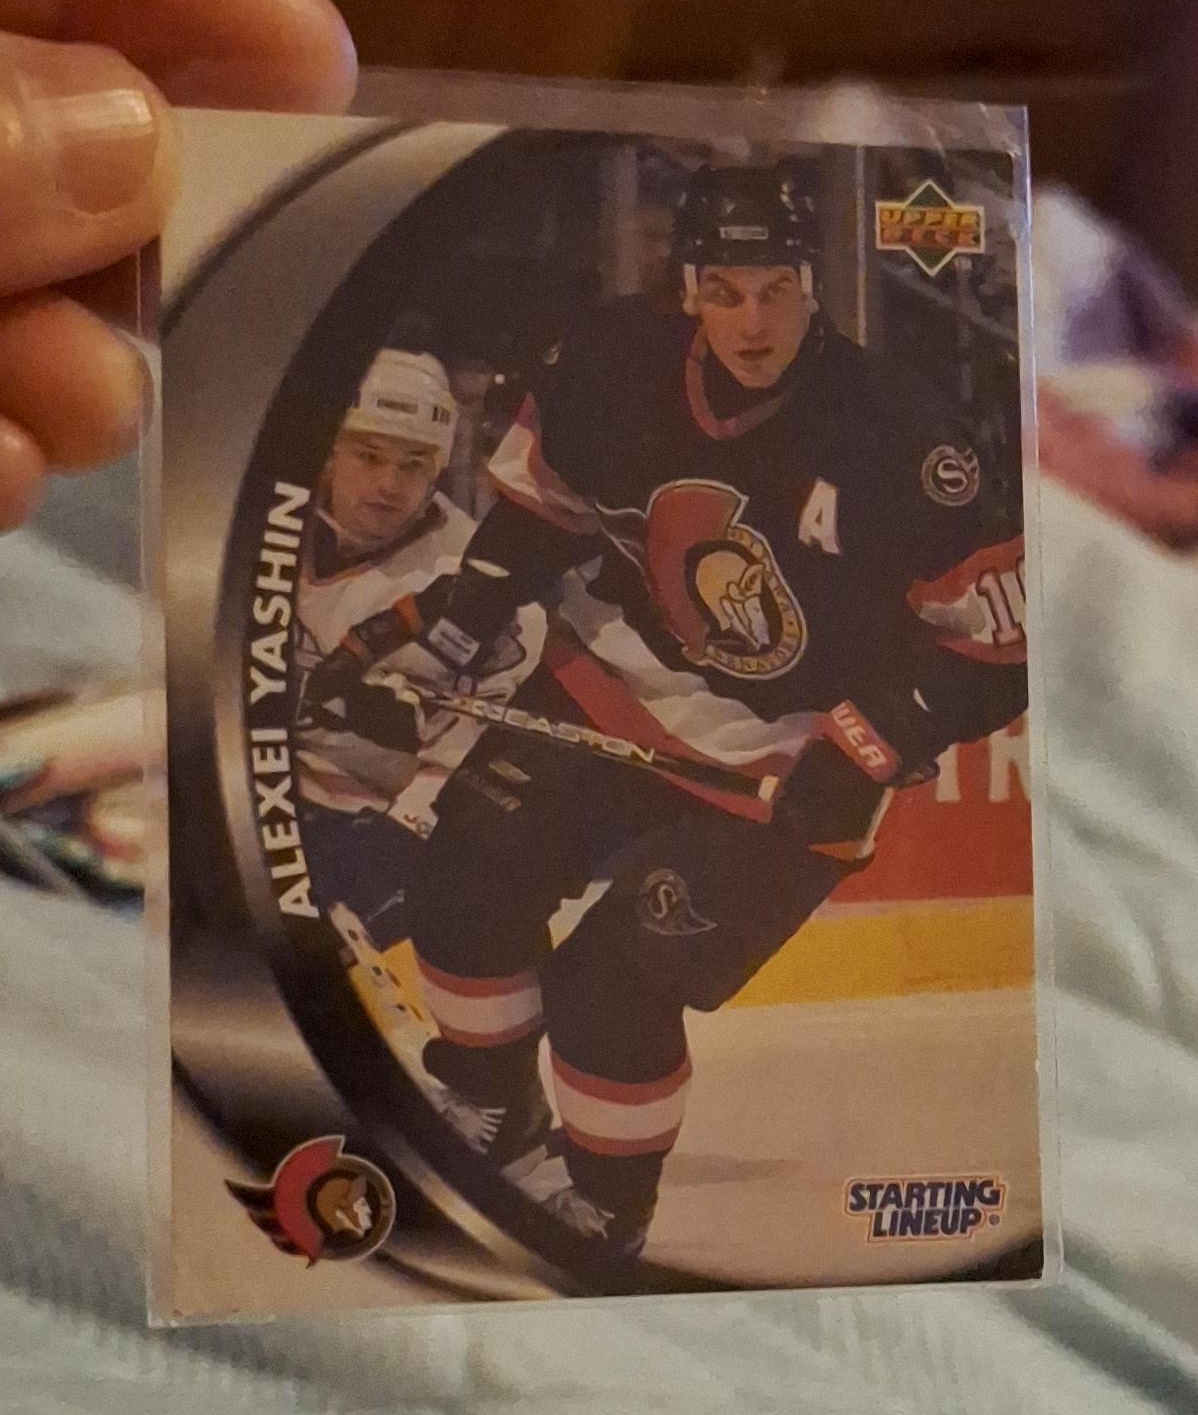 UPPER
DECK
ALEXEI YASHIN
A
S
EASTON
S
STARTING
LINEUP